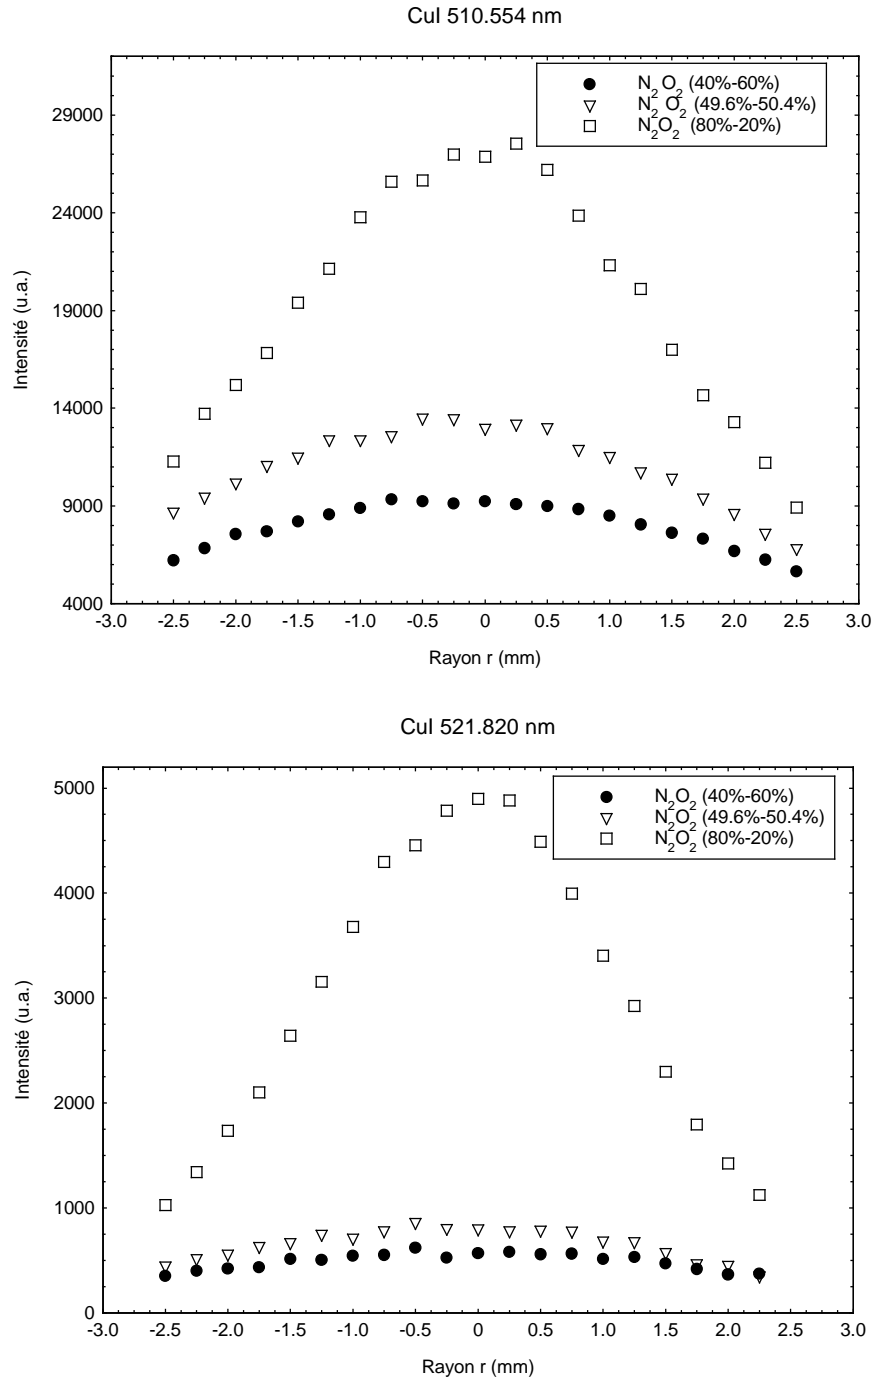 CuI 510.554 nm
N₂ O₂ (40%-60%)
N₂ O₂ (49.6%-50.4%)
N₂O₂ (80%-20%)
29000
24000
19000
14000
9000
4000
Intensité (u.a.)
-3.0 -2.5 -2.0 -1.5 -1.0 -0.5 0 0.5 1.0 1.5 2.0 2.5 3.0
Rayon r (mm)
CuI 521.820 nm
N₂O₂ (40%-60%)
N₂O₂ (49.6%-50.4%)
N₂O₂ (80%-20%)
5000
4000
3000
2000
1000
0
Intensité (u.a.)
-3.0 -2.5 -2.0 -1.5 -1.0 -0.5 0 0.5 1.0 1.5 2.0 2.5 3.0
Rayon r (mm)